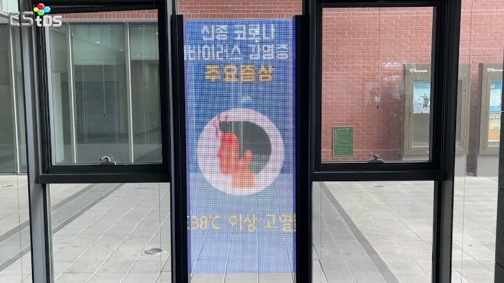 EStos
신종 코로나
바이러스 감염증
주요증상
38℃ 이상 고열